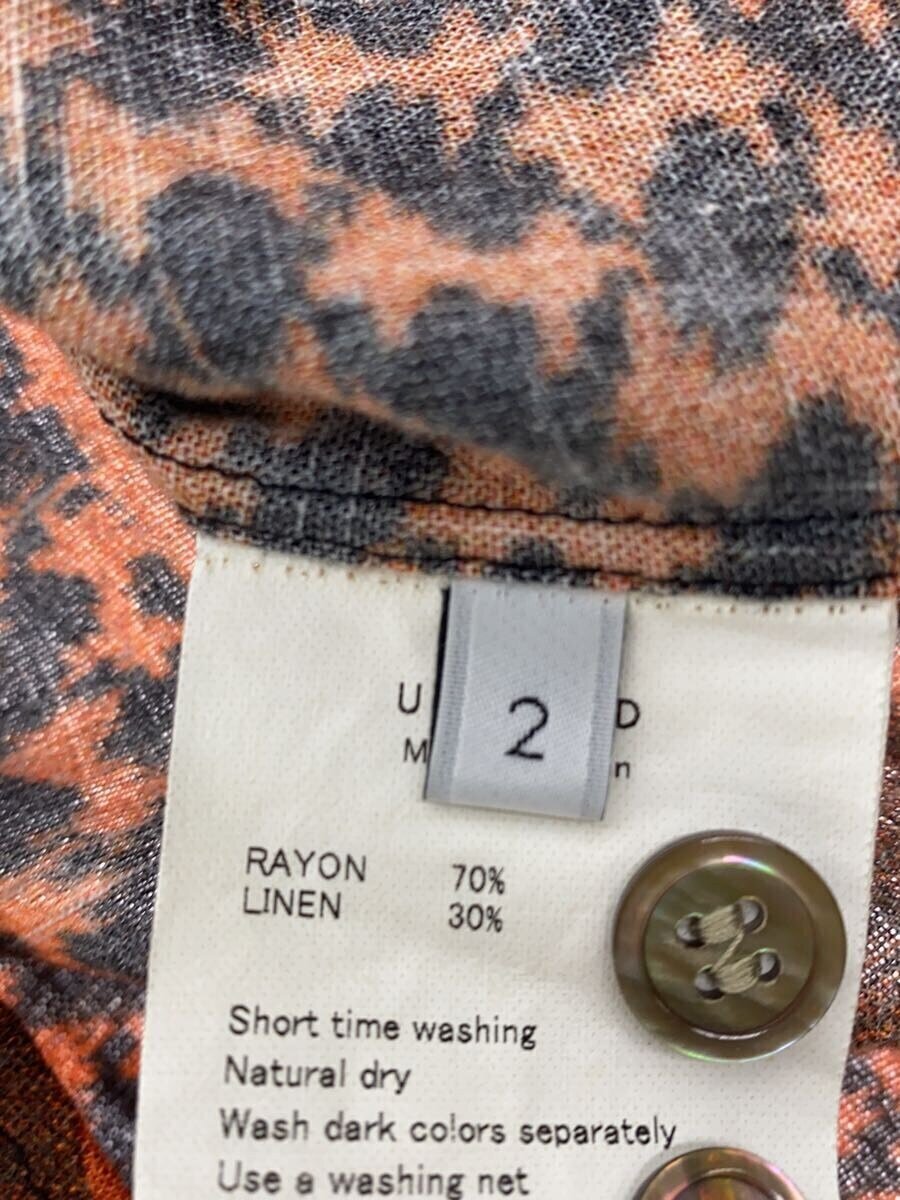 2
U D
M n
RAYON 70%
LINEN 30%
Short time washing
Natural dry
Wash dark colors separately
Use a washing net